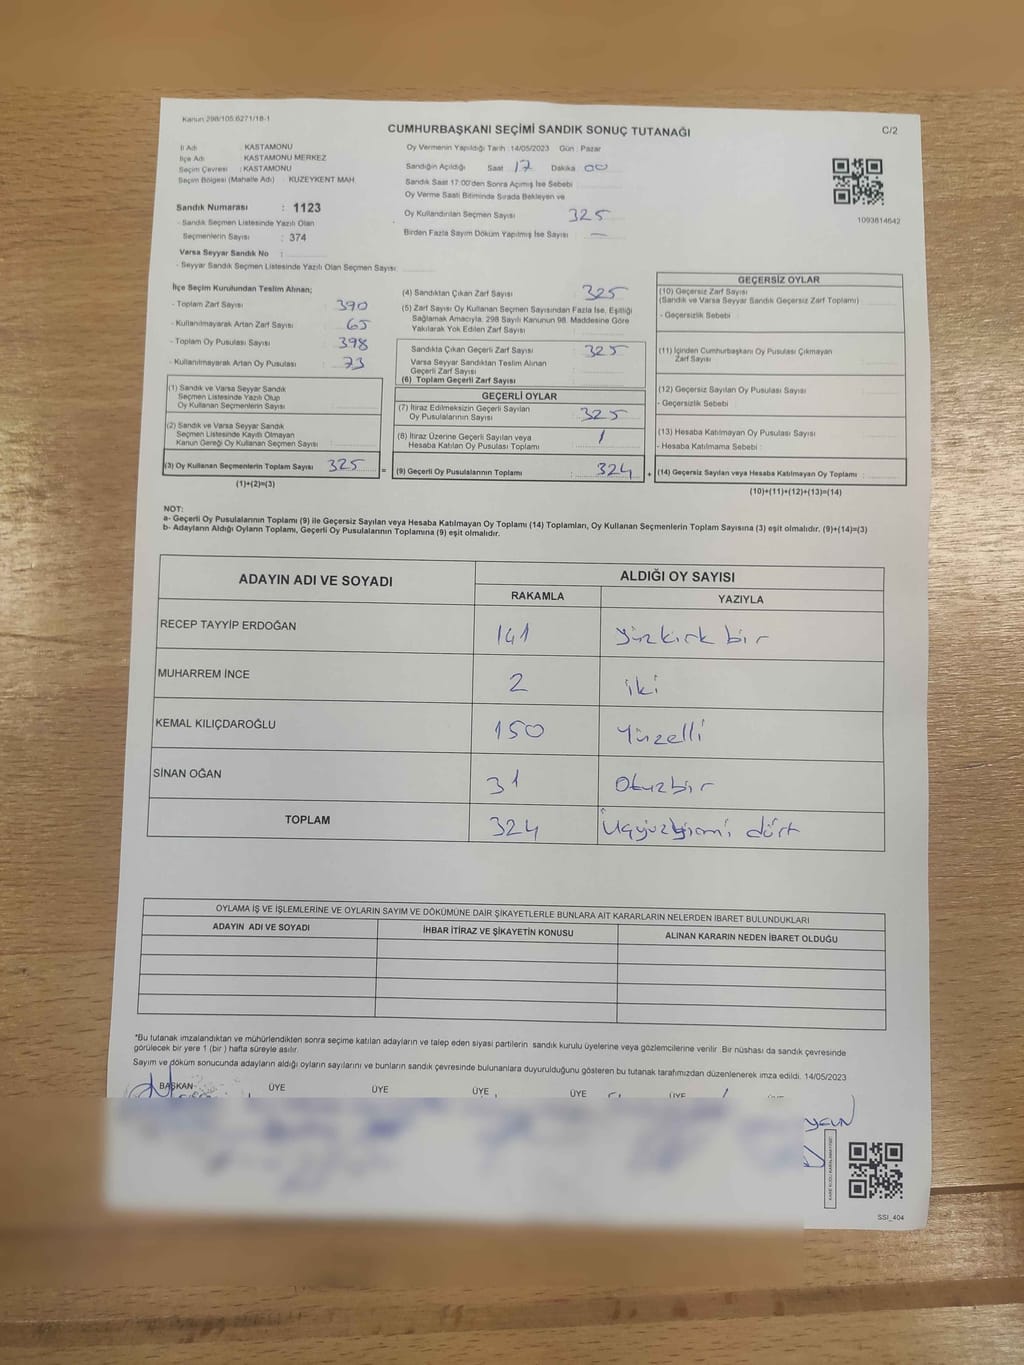 Kanun 298/105:6271/18-1
CUMHURBAŞKANI SEÇİMİ SANDIK SONUÇ TUTANAĞI
C/2
İl Adı : KASTAMONU
İlçe Adı : KASTAMONU MERKEZ
Seçim Çevresi : KASTAMONU
Seçim Bölgesi (Mahalle Adı) : KUZEYKENT MAH.
Sandık Numarası : 1123
- Sandık Seçmen Listesinde Yazılı Olan
Seçmenlerin Sayısı : 374
Varsa Seyyar Sandık No :
- Seyyar Sandık Seçmen Listesinde Yazılı Olan Seçmen Sayısı
Oy Vermenin Yapıldığı Tarih : 14/05/2023 Gün : Pazar
Sandığın Açıldığı Saat 17 Dakika 00
Sandık Saat 17:00'den Sonra Açımış İse Sebebi
Oy Verme Saati Bitiminde Sırada Bekleyen ve
Oy Kullandırılan Seçmen Sayısı 325
Birden Fazla Sayım Döküm Yapılmış İse Sayısı —
1093614642
İlçe Seçim Kurulundan Teslim Alınan;
- Toplam Zarf Sayısı : 390
- Kullanılmayarak Artan Zarf Sayısı : 65
- Toplam Oy Pusulası Sayısı : 398
- Kullanılmayarak Artan Oy Pusulası : 73
(1) Sandık ve Varsa Seyyar Sandık
Seçmen Listesinde Yazılı Olup
Oy Kullanan Seçmenlerin Sayısı
(2) Sandık ve Varsa Seyyar Sandık
Seçmen Listesinde Kayıtlı Olmayan
Kanun Gereği Oy Kullanan Seçmen Sayısı
(3) Oy Kullanan Seçmenlerin Toplam Sayısı 325
(1)+(2)=(3)
=
(4) Sandıktan Çıkan Zarf Sayısı : 325
(5) Zarf Sayısı Oy Kullanan Seçmen Sayısından Fazla İse, Eşitliği
Sağlamak Amacıyla, 298 Sayılı Kanunun 98. Maddesine Göre
Yakılarak Yok Edilen Zarf Sayısı
Sandıkta Çıkan Geçerli Zarf Sayısı : 325
Varsa Seyyar Sandıktan Teslim Alınan
Geçerli Zarf Sayısı
(6) Toplam Geçerli Zarf Sayısı
GEÇERLİ OYLAR
(7) İtiraz Edilmeksizin Geçerli Sayılan
Oy Pusulalarının Sayısı : 325
(8) İtiraz Üzerine Geçerli Sayılan veya
Hesaba Katılan Oy Pusulası Toplamı 1
(9) Geçerli Oy Pusulalarının Toplamı : 324
+
GEÇERSİZ OYLAR
(10) Geçersiz Zarf Sayısı
(Sandık ve Varsa Seyyar Sandık Geçersiz Zarf Toplamı)
- Geçersizlik Sebebi :
(11) İçinden Cumhurbaşkanı Oy Pusulası Çıkmayan
Zarf Sayısı
(12) Geçersiz Sayılan Oy Pusulası Sayısı
- Geçersizlik Sebebi :
(13) Hesaba Katılmayan Oy Pusulası Sayısı
- Hesaba Katılmama Sebebi :
(14) Geçersiz Sayılan veya Hesaba Katılmayan Oy Toplamı :
(10)+(11)+(12)+(13)=(14)
NOT:
a- Geçerli Oy Pusulalarının Toplamı (9) ile Geçersiz Sayılan veya Hesaba Katılmayan Oy Toplamı (14) Toplamları, Oy Kullanan Seçmenlerin Toplam Sayısına (3) eşit olmalıdır. (9)+(14)=(3)
b- Adayların Aldığı Oyların Toplamı, Geçerli Oy Pusulalarının Toplamına (9) eşit olmalıdır.
ADAYIN ADI VE SOYADI
ALDIĞI OY SAYISI
RAKAMLA YAZIYLA
RECEP TAYYİP ERDOĞAN 141 yüzkırk bir
MUHARREM İNCE 2 iki
KEMAL KILIÇDAROĞLU 150 Yüzelli
SİNAN OĞAN 31 Otuzbir
TOPLAM 324 Üçyüzyirmi dört
OYLAMA İŞ VE İŞLEMLERİNE VE OYLARIN SAYIM VE DÖKÜMÜNE DAİR ŞİKAYETLERLE BUNLARA AİT KARARLARIN NELERDEN İBARET BULUNDUKLARI
ADAYIN ADI VE SOYADI İHBAR İTİRAZ VE ŞİKAYETİN KONUSU ALINAN KARARIN NEDEN İBARET OLDUĞU
*Bu tutanak imzalandıktan ve mühürlendikten sonra seçime katılan adayların ve talep eden siyasi partilerin sandık kurulu üyelerine veya gözlemcilerine verilir. Bir nüshası da sandık çevresinde
görülecek bir yere 1 (bir) hafta süreyle asılır.
Sayım ve döküm sonucunda adayların aldığı oyların sayılarını ve bunların sandık çevresinde bulunanlara duyurulduğunu gösteren bu tutanak tarafımızdan düzenlenerek imza edildi. 14/05/2023
BAŞKAN ÜYE ÜYE ÜYE ÜYE ÜYE
SSI_404